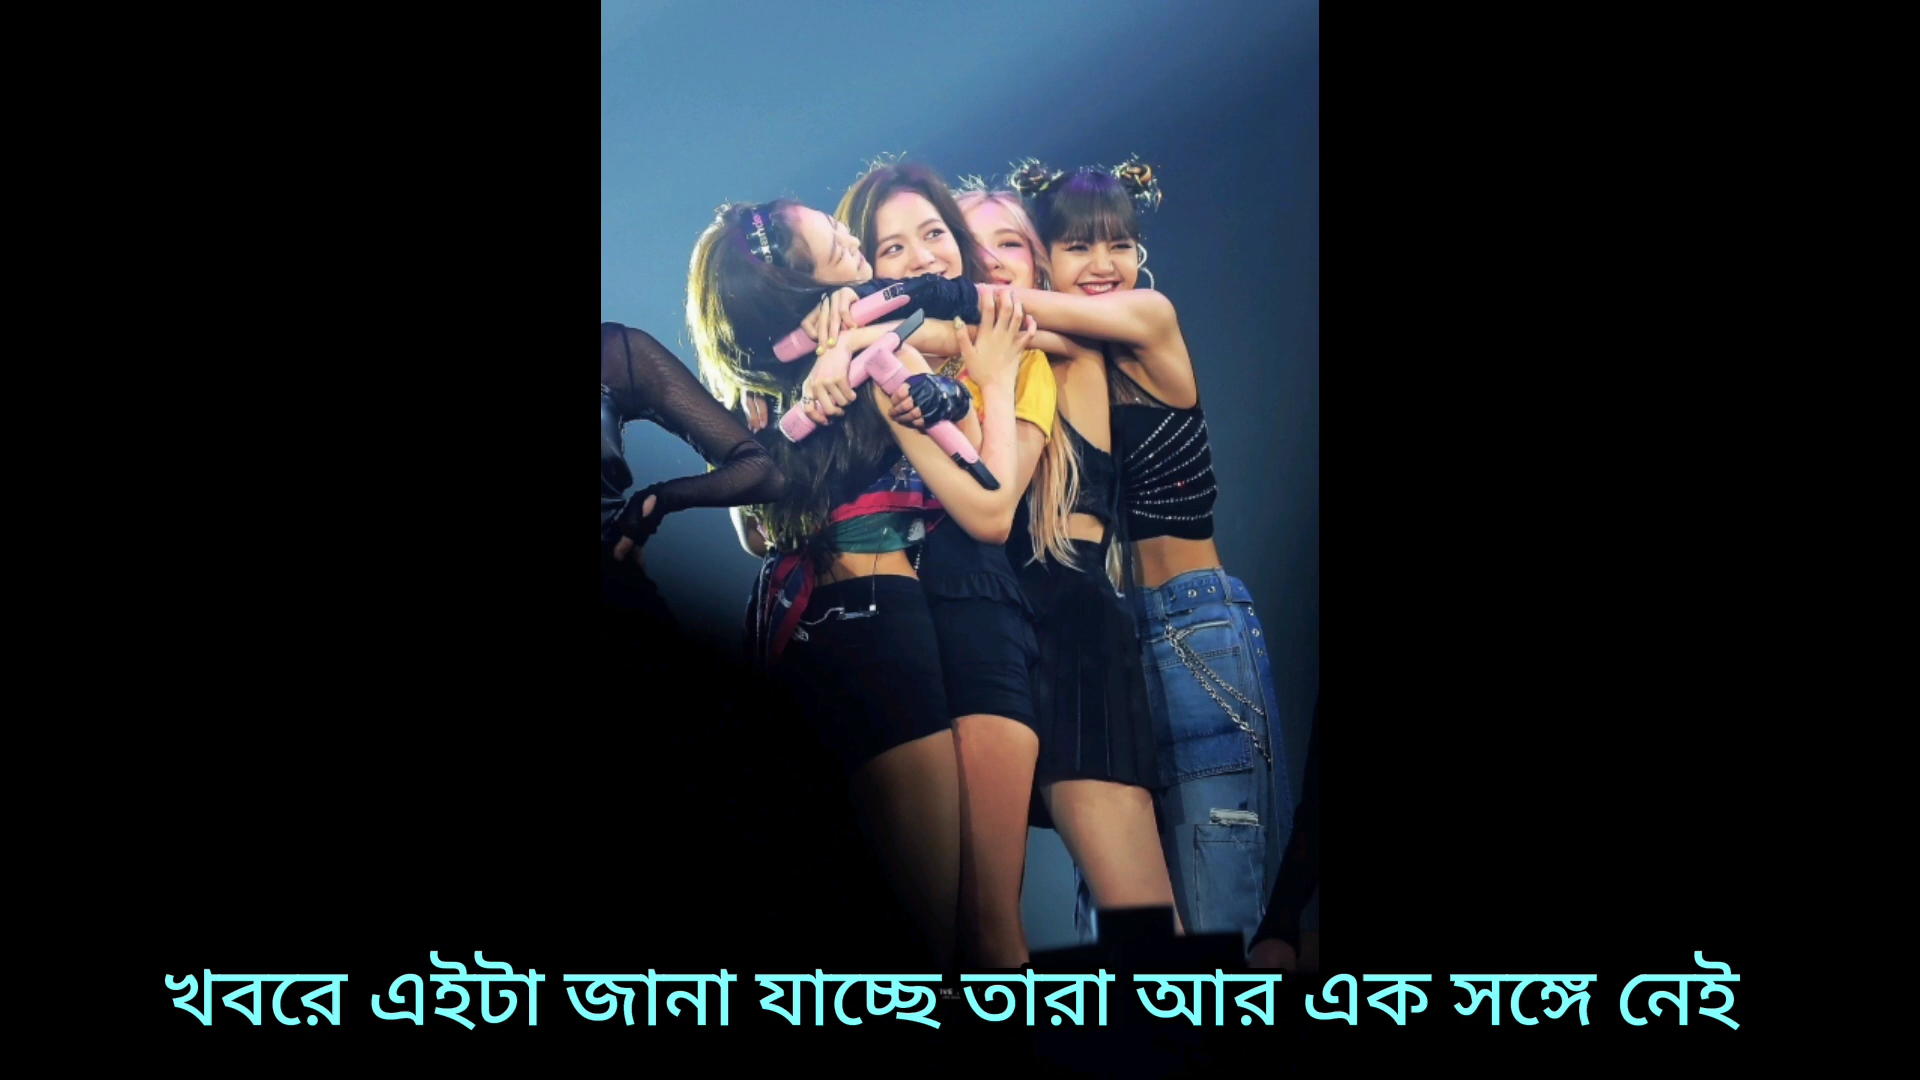 খবরে এইটা জানা যাচ্ছে তারা আর এক সঙ্গে নেই